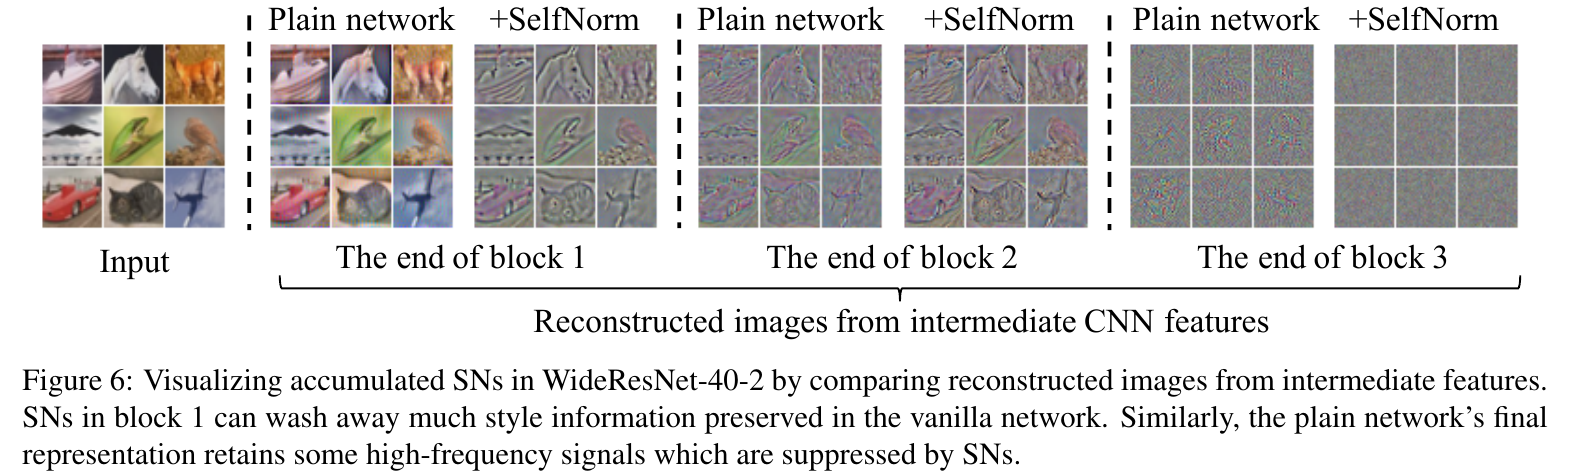 Plain network +SelfNorm Plain network +SelfNorm Plain network +SelfNorm
Input The end of block 1 The end of block 2 The end of block 3
Reconstructed images from intermediate CNN features
Figure 6: Visualizing accumulated SNs in WideResNet-40-2 by comparing reconstructed images from intermediate features.
SNs in block 1 can wash away much style information preserved in the vanilla network. Similarly, the plain network's final
representation retains some high-frequency signals which are suppressed by SNs.